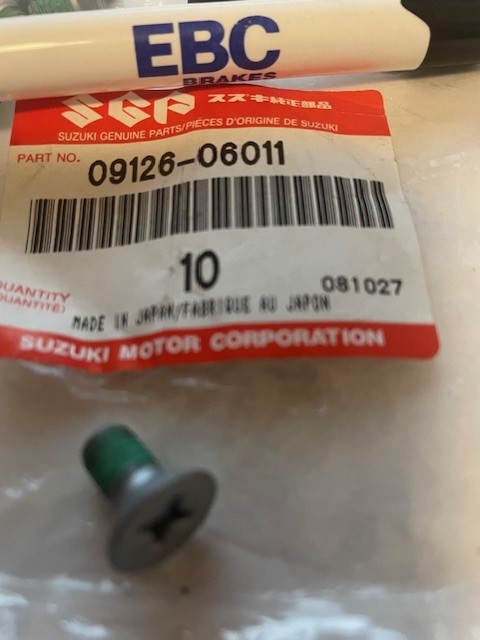 EBC
BRAKES
SGP スズキ純正部品
SUZUKI GENUINE PARTS/PIÈCES D'ORIGINE DE SUZUKI
PART NO. 09126-06011
10
QUANTITY
QUANTITÉ)
081027
MADE IN JAPAN/FABRIQUE AU JAPON
SUZUKI MOTOR CORPORATION